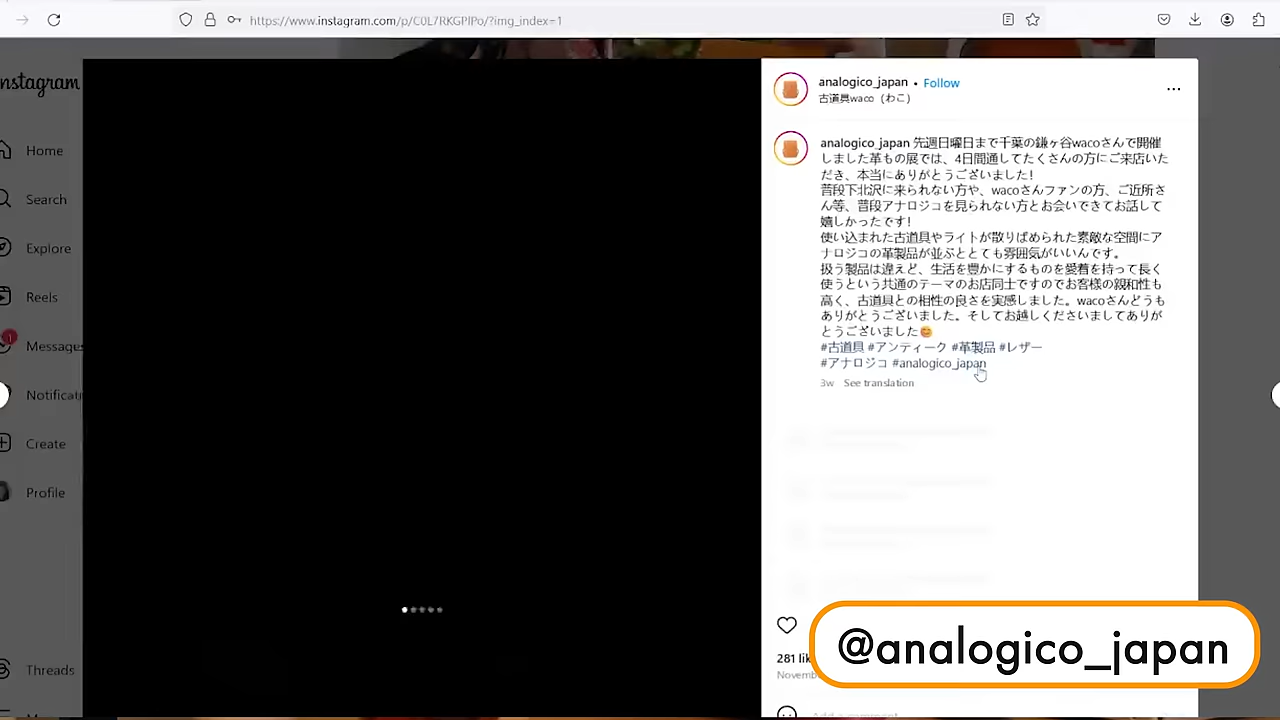 https://www.instagram.com/p/C0L7RKGPlPo/?img_index=1
Instagram
Home
Search
Explore
Reels
1
Messages
Notificati
Create
Profile
Threads
analogico_japan • Follow
古道具waco（わこ）
analogico_japan 先週日曜日まで千葉の鎌ヶ谷wacoさんで開催
しました革もの展では、4日間通してたくさんの方にご来店いた
だき、本当にありがとうございました!
普段下北沢に来られない方や、wacoさんファンの方、ご近所さ
ん等、普段アナロジコを見られない方とお会いできてお話して
嬉しかったです!
使い込まれた古道具やライトが散りばめられた素敵な空間にア
ナロジコの革製品が並ぶととても雰囲気がいいんです。
扱う製品は違えど、生活を豊かにするものを愛着を持って長く
使うという共通のテーマのお店同士ですのでお客様の親和性も
高く、古道具との相性の良さを実感しました。wacoさんどうも
ありがとうございました。そしてお越しくださいましてありが
とうございました😊
#古道具 #アンティーク #革製品 #レザー
#アナロジコ #analogico_japan
3w See translation
281 lik
Novemb
Add a comment
@analogico_japan